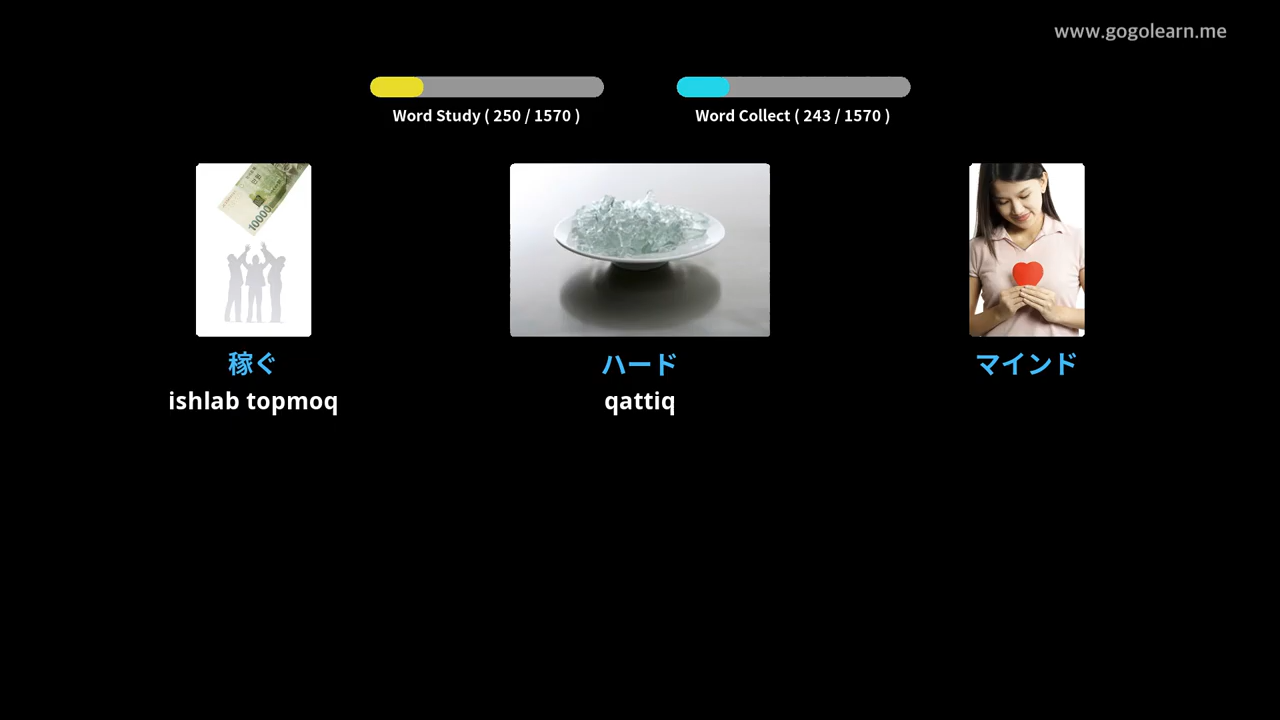 www.gogolearn.me
Word Study ( 250 / 1570 )
Word Collect ( 243 / 1570 )
10000
稼ぐ
ハード
マインド
ishlab topmoq
qattiq